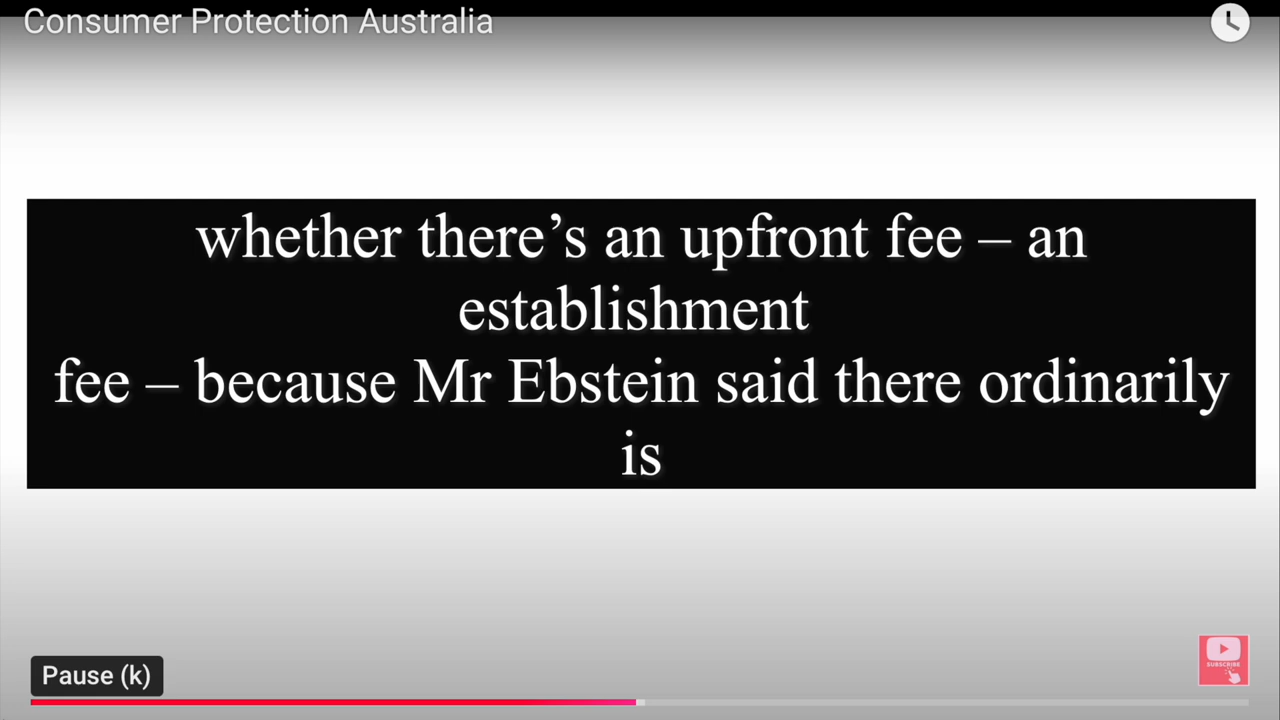 Consumer Protection Australia
whether there’s an upfront fee – an
establishment
fee – because Mr Ebstein said there ordinarily
is
Pause (k)
SUBSCRIBE